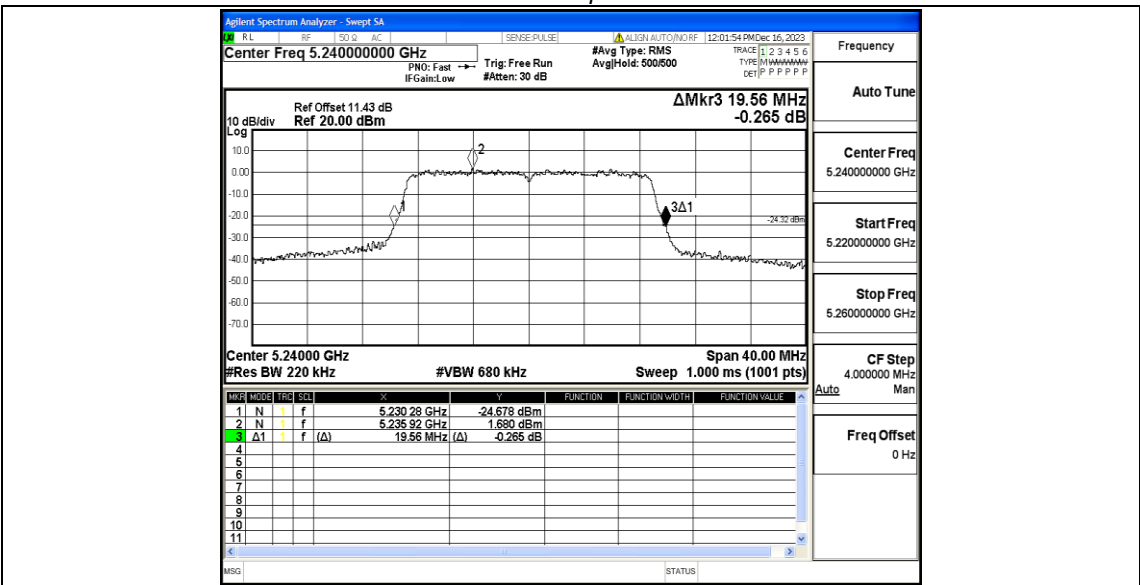 Agilent Spectrum Analyzer - Swept SA
RL RF 50 Ω AC SENSE:PULSE ALIGN AUTO/NO RF 12:01:54 PM Dec 16, 2023
Center Freq 5.240000000 GHz
PNO: Fast
IFGain:Low
Trig: Free Run
#Atten: 30 dB
#Avg Type: RMS
Avg|Hold: 500/500
TRACE 1 2 3 4 5 6
TYPE
DET P P P P P P
Ref Offset 11.43 dB
Ref 20.00 dBm
10 dB/div
Log
ΔMkr3 19.56 MHz
-0.265 dB
10.0
0.00
-10.0
-20.0
-30.0
-40.0
-50.0
-60.0
-70.0
2
1
3Δ1
-24.32 dBm
Center 5.24000 GHz
Span 40.00 MHz
#Res BW 220 kHz
#VBW 680 kHz
Sweep 1.000 ms (1001 pts)
MKR MODE TRC SCL X Y FUNCTION FUNCTION WIDTH FUNCTION VALUE
1 N 1 f 5.230 28 GHz -24.678 dBm
2 N 1 f 5.235 92 GHz 1.680 dBm
3 Δ1 1 f (Δ) 19.56 MHz (Δ) -0.265 dB
4
5
6
7
8
9
10
11
MSG
STATUS
Frequency
Auto Tune
Center Freq
5.240000000 GHz
Start Freq
5.220000000 GHz
Stop Freq
5.260000000 GHz
CF Step
4.000000 MHz
Auto Man
Freq Offset
0 Hz